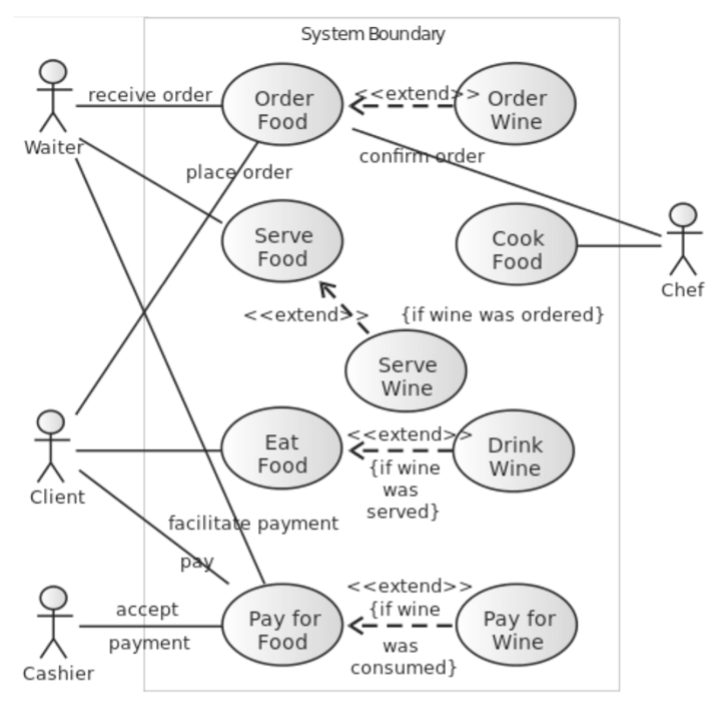 System Boundary
receive order
Order
Food
<<extend>>
Order
Wine
Waiter
place order
confirm order
Serve
Food
Cook
Food
Chef
<<extend>>
{if wine was ordered}
Serve
Wine
Client
Eat
Food
<<extend>>
{if wine
was
served}
Drink
Wine
facilitate payment
pay
Cashier
accept
payment
Pay for
Food
<<extend>>
{if wine
was
consumed}
Pay for
Wine